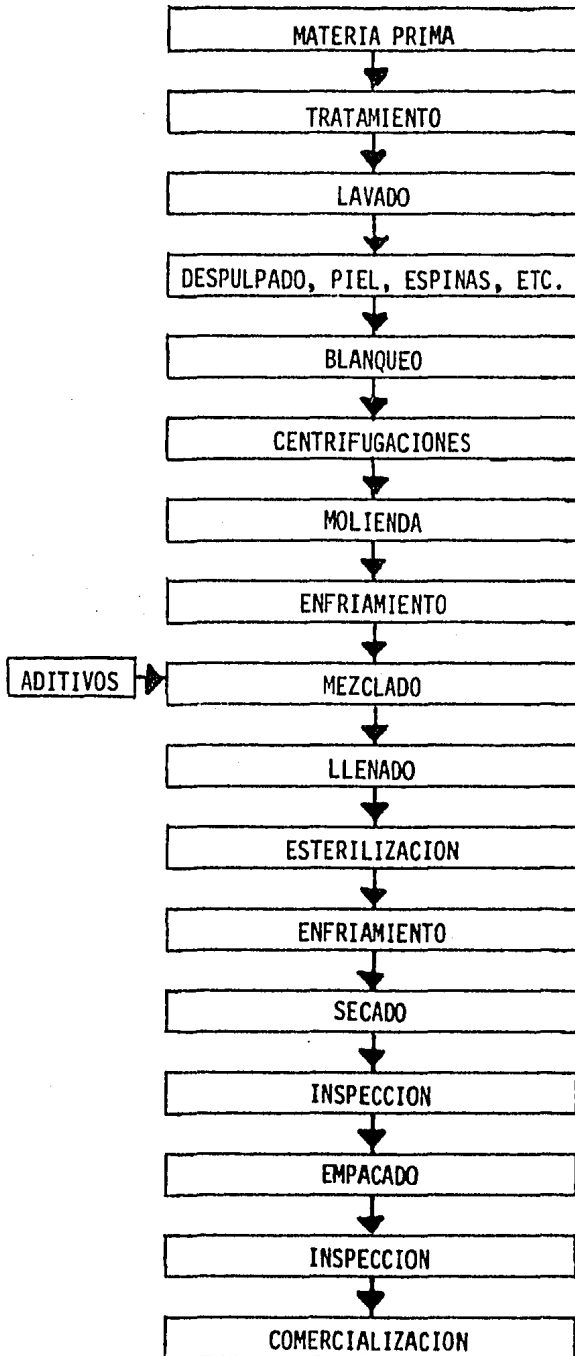 MATERIA PRIMA
TRATAMIENTO
LAVADO
DESPULPADO, PIEL, ESPINAS, ETC.
BLANQUEO
CENTRIFUGACIONES
MOLIENDA
ENFRIAMIENTO
ADITIVOS
MEZCLADO
LLENADO
ESTERILIZACION
ENFRIAMIENTO
SECADO
INSPECCION
EMPACADO
INSPECCION
COMERCIALIZACION